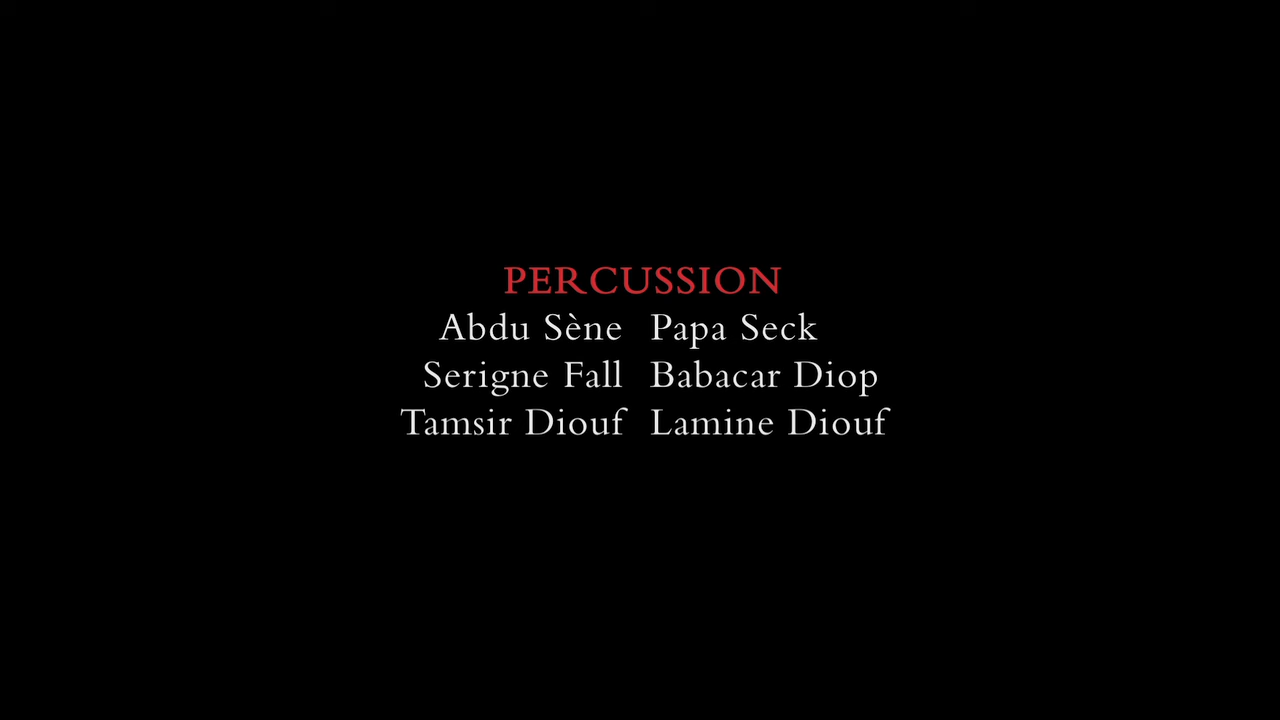 PERCUSSION
Abdu Sène Papa Seck
Serigne Fall Babacar Diop
Tamsir Diouf Lamine Diouf